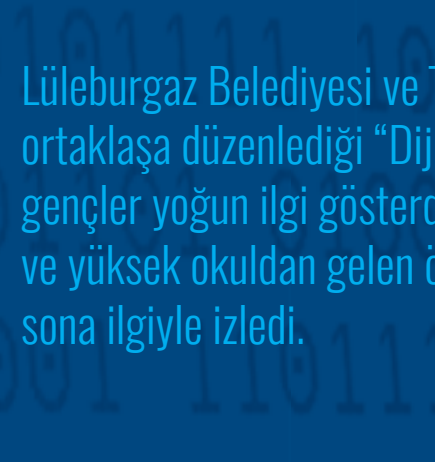 Lüleburgaz Belediyesi ve
ortaklaşa düzenlediği “Dij
gençler yoğun ilgi göster
ve yüksek okuldan gelen
sona ilgiyle izledi.